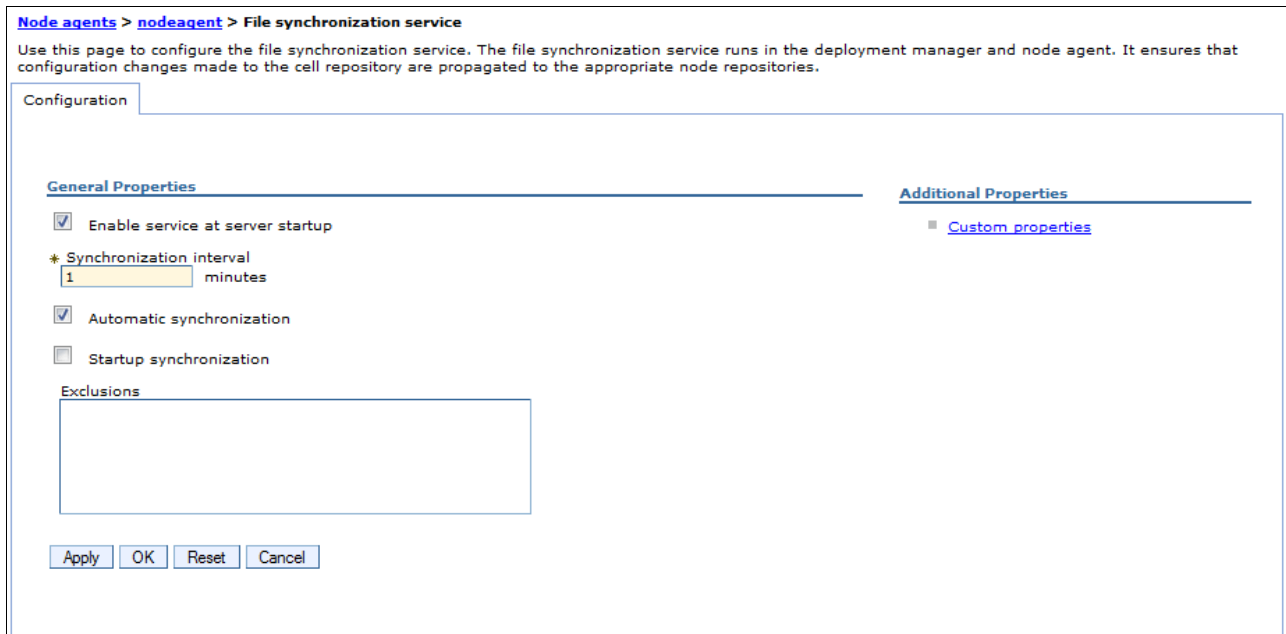 Node agents > nodeagent > File synchronization service
Use this page to configure the file synchronization service. The file synchronization service runs in the deployment manager and node agent. It ensures that
configuration changes made to the cell repository are propagated to the appropriate node repositories.
Configuration
General Properties
Enable service at server startup
* Synchronization interval
1 minutes
Automatic synchronization
Startup synchronization
Exclusions
Apply OK Reset Cancel
Additional Properties
Custom properties